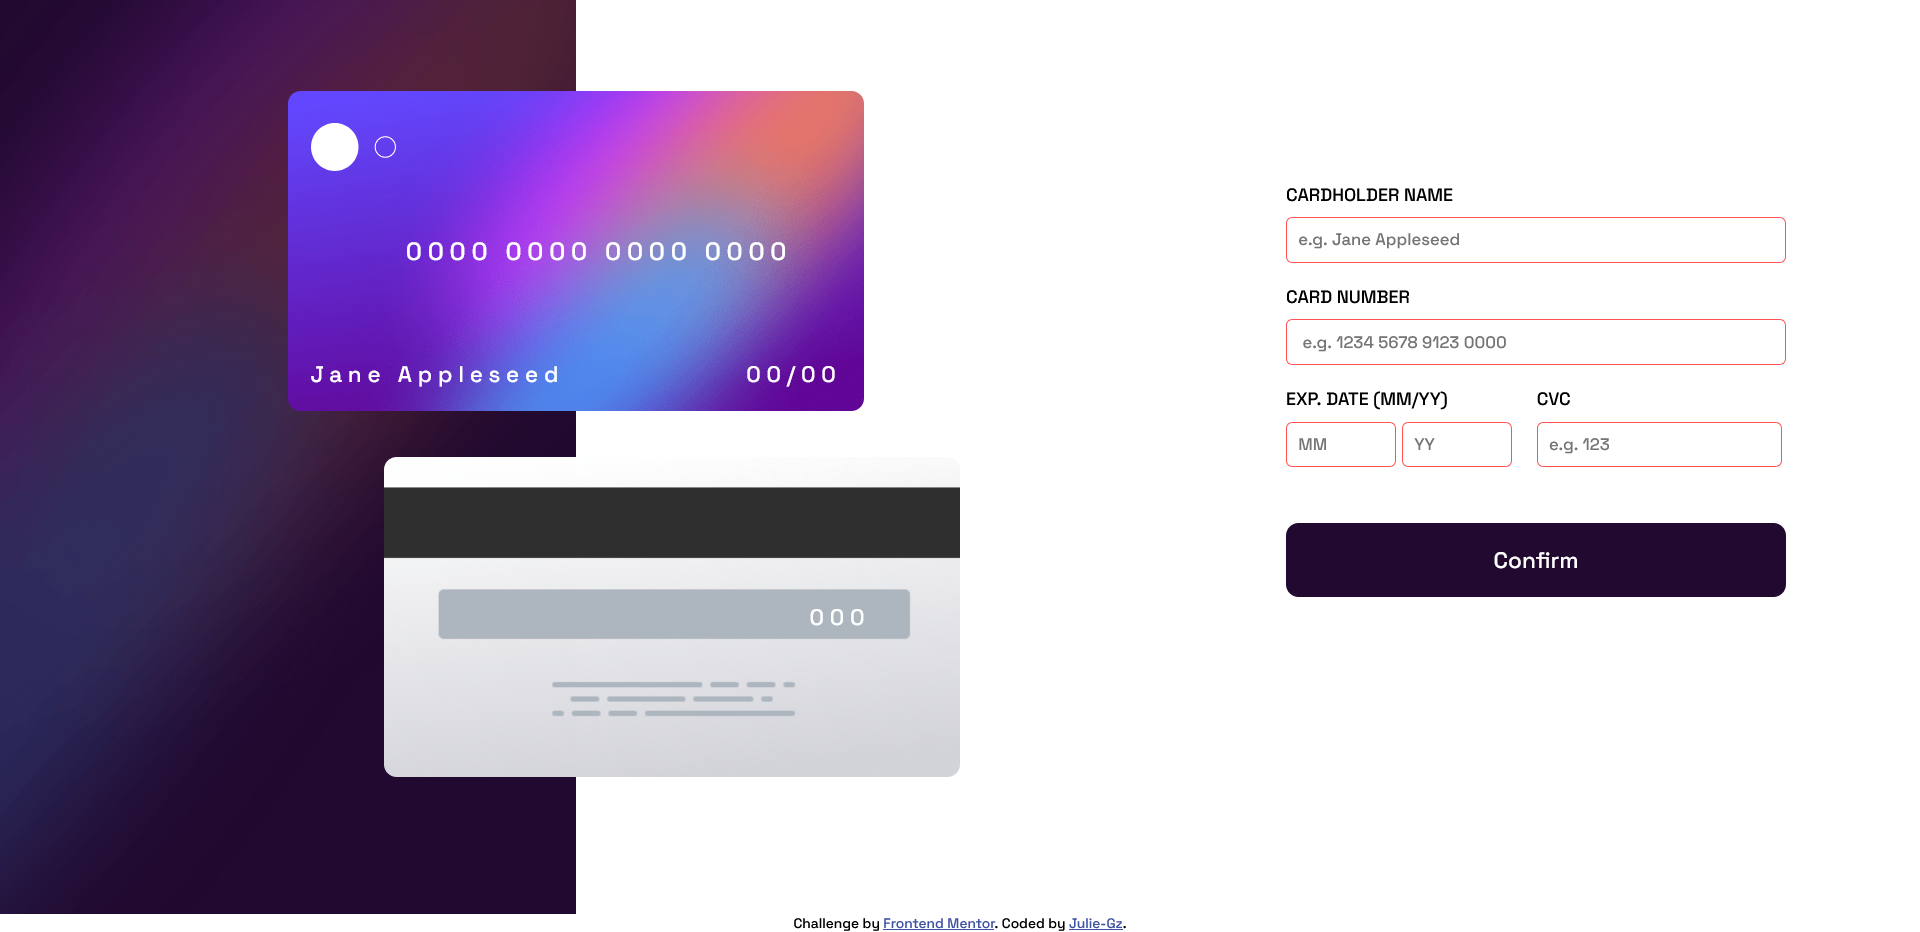 0000 0000 0000 0000
Jane Appleseed 00/00
000
CARDHOLDER NAME
e.g. Jane Appleseed
CARD NUMBER
e.g. 1234 5678 9123 0000
EXP. DATE (MM/YY) CVC
MM YY e.g. 123
Confirm
Challenge by Frontend Mentor. Coded by Julie-Gz.